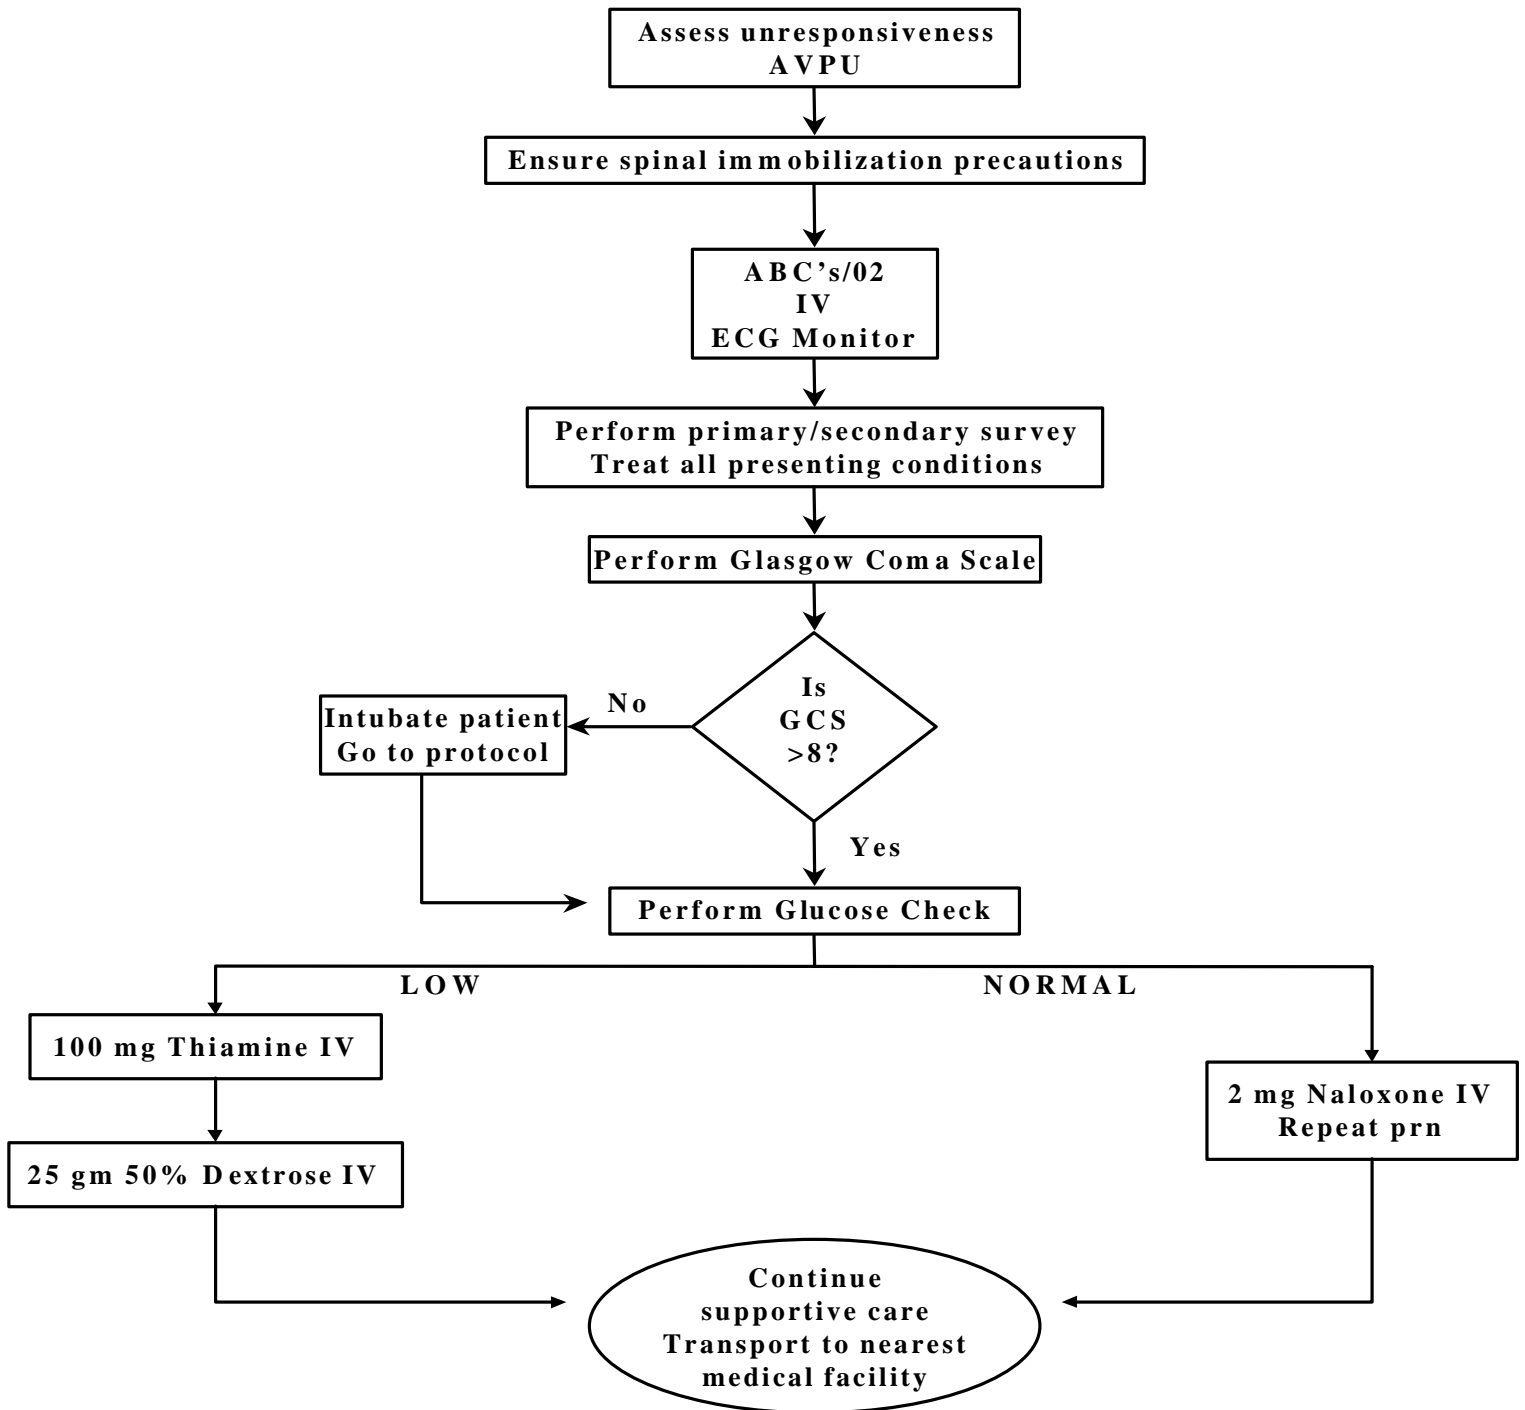 Assess unresponsiveness
AVPU
Ensure spinal immobilization precautions
ABC’s/02
IV
ECG Monitor
Perform primary/secondary survey
Treat all presenting conditions
Perform Glasgow Coma Scale
Is
GCS
>8?
No
Intubate patient
Go to protocol
Yes
Perform Glucose Check
LOW
NORMAL
100 mg Thiamine IV
25 gm 50% Dextrose IV
2 mg Naloxone IV
Repeat prn
Continue
supportive care
Transport to nearest
medical facility